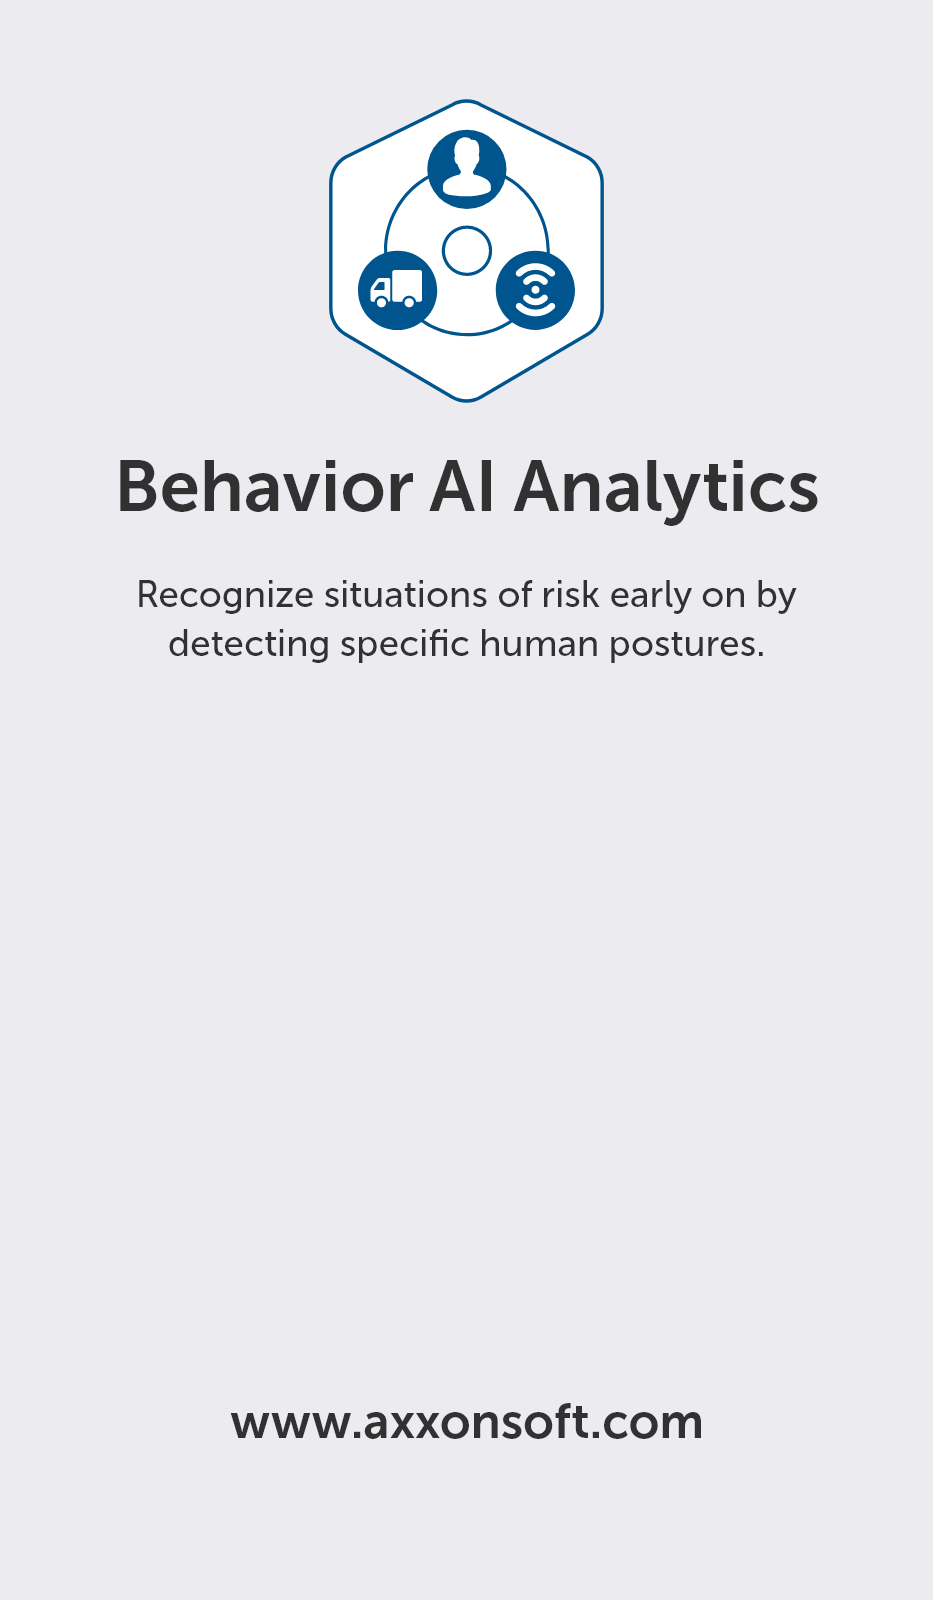 Behavior AI Analytics
Recognize situations of risk early on by
detecting specific human postures.
www.axxonsoft.com